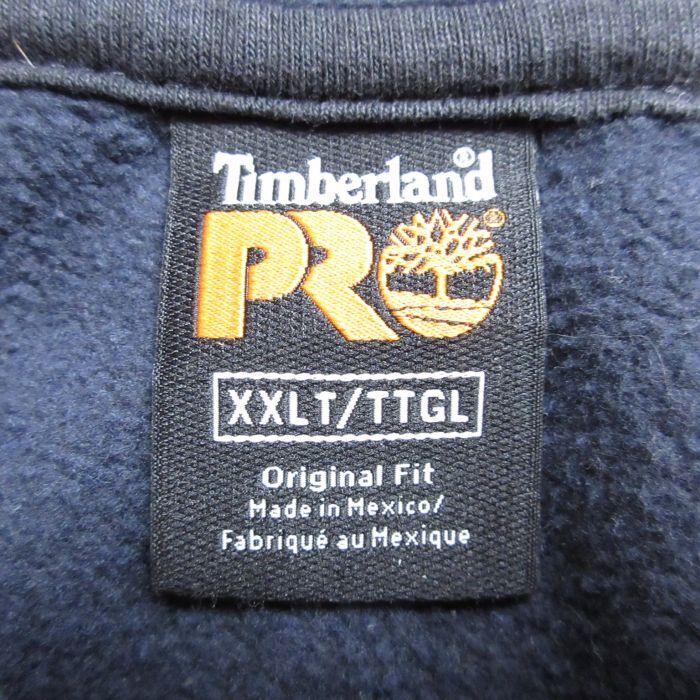 Timberland®
PRO®
XXLT/TTGL
Original Fit
Made in Mexico/
Fabriqué au Mexique